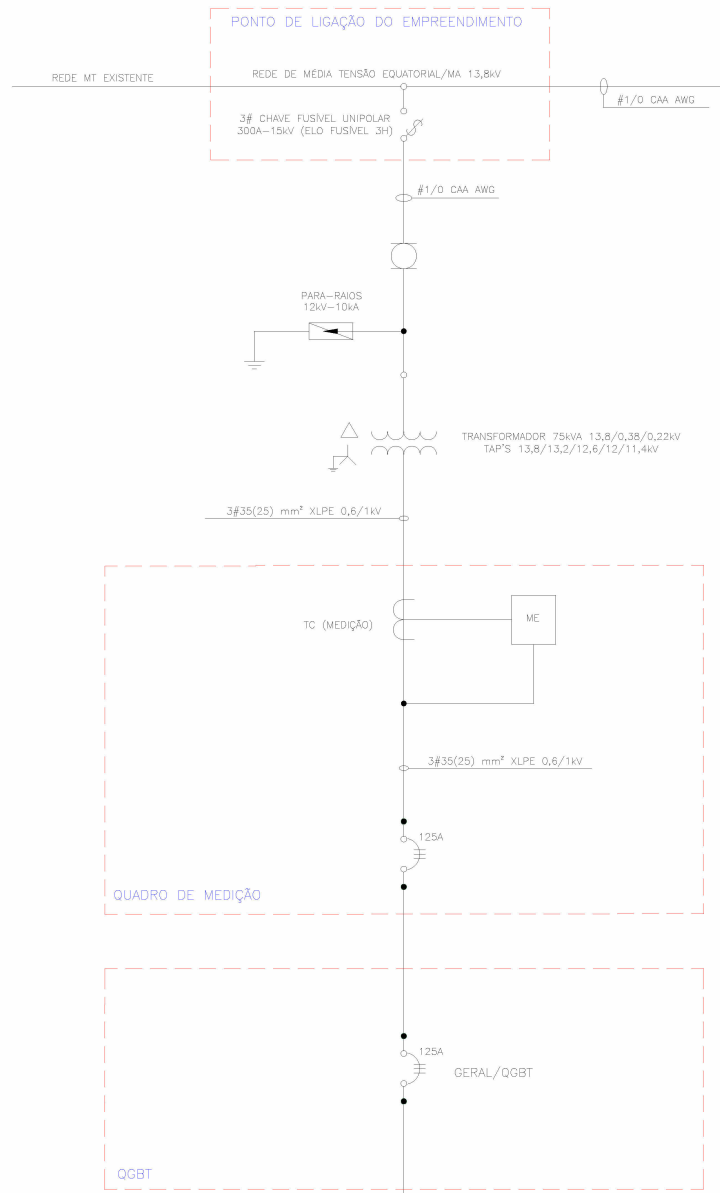 PONTO DE LIGAÇÃO DO EMPREENDIMENTO
REDE MT EXISTENTE
REDE DE MÉDIA TENSÃO EQUATORIAL/MA 13,8kV
#1/0 CAA AWG
3# CHAVE FUSÍVEL UNIPOLAR
300A-15kV (ELO FUSÍVEL 3H)
#1/0 CAA AWG
PARA-RAIOS
12kV-10kA
TRANSFORMADOR 75kVA 13,8/0,38/0,22kV
TAP'S 13,8/13,2/12,6/12/11,4kV
3#35(25) mm² XLPE 0,6/1kV
TC (MEDIÇÃO)
ME
3#35(25) mm² XLPE 0,6/1kV
125A
QUADRO DE MEDIÇÃO
125A
GERAL/QGBT
QGBT